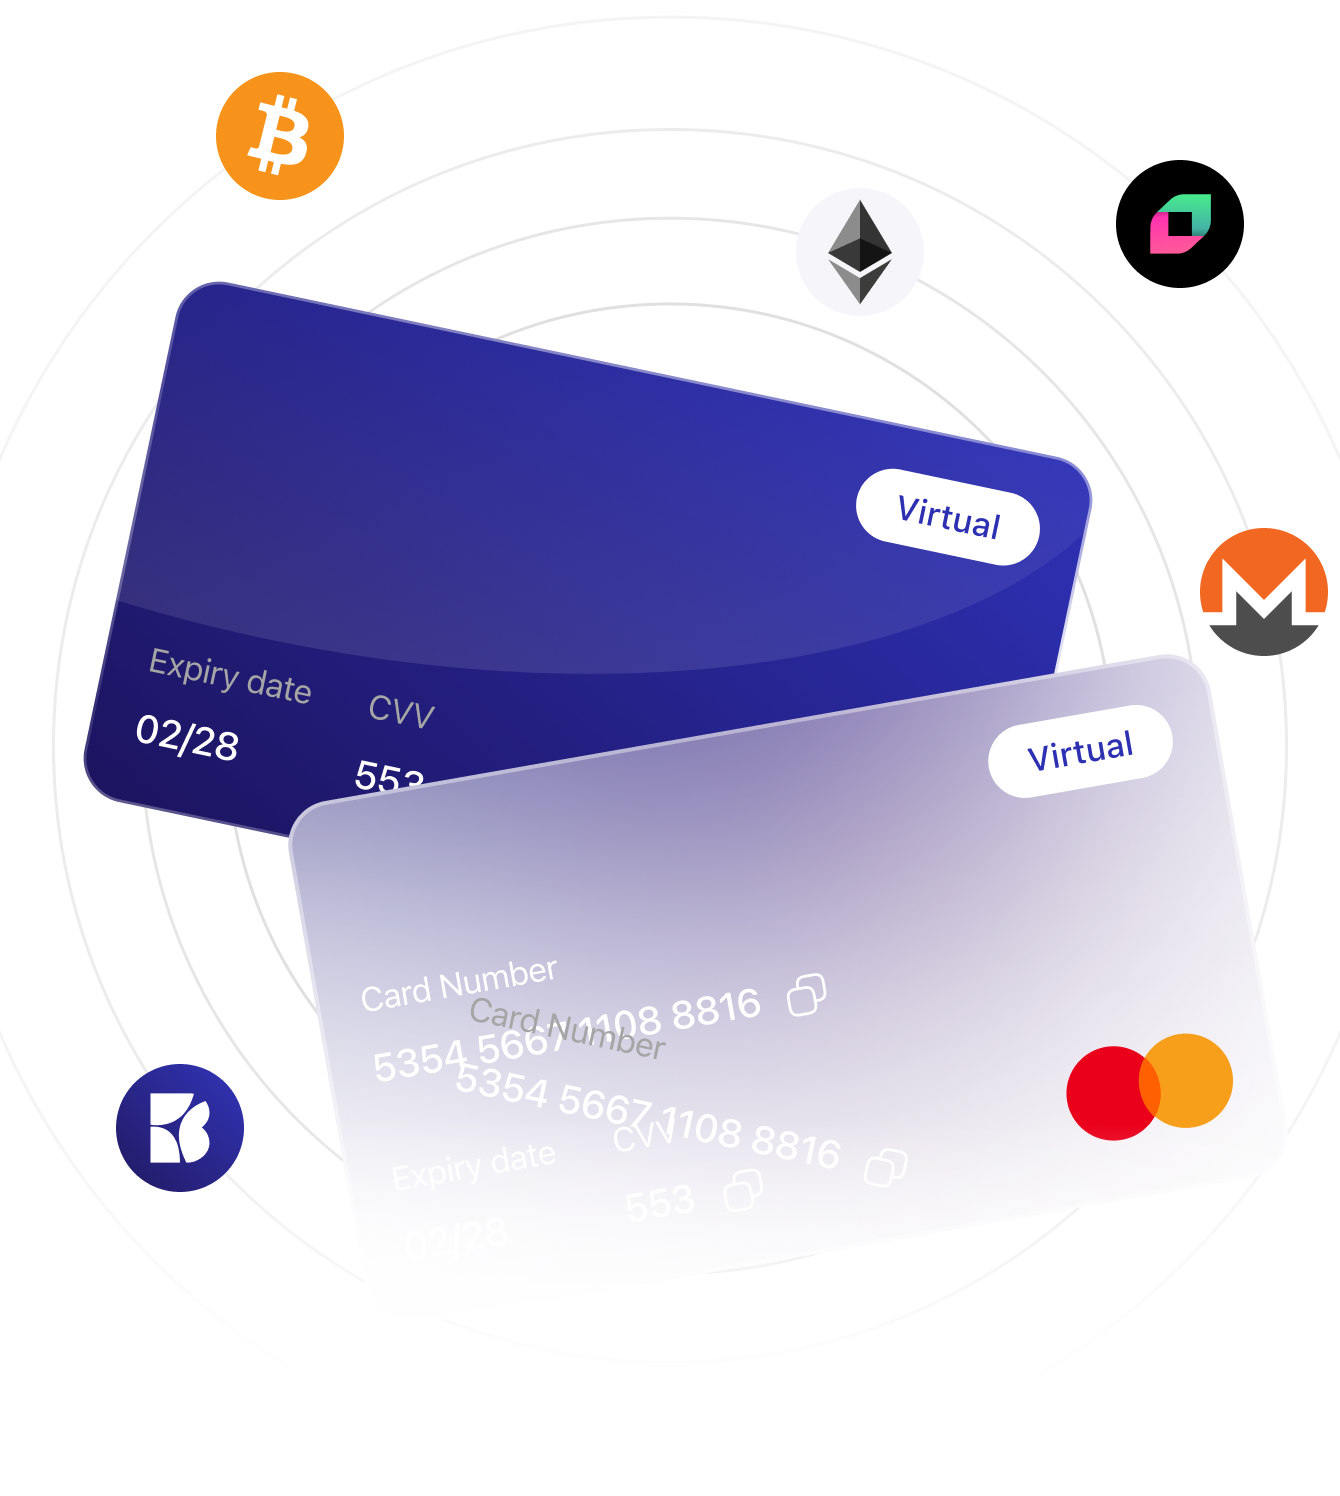 Virtual
Expiry date
CVV
02/28
553
Virtual
Card Number
5354 5667 1108 8816
Card Number
5354 5667 1108 8816
Expiry date
CVV
553
02/28